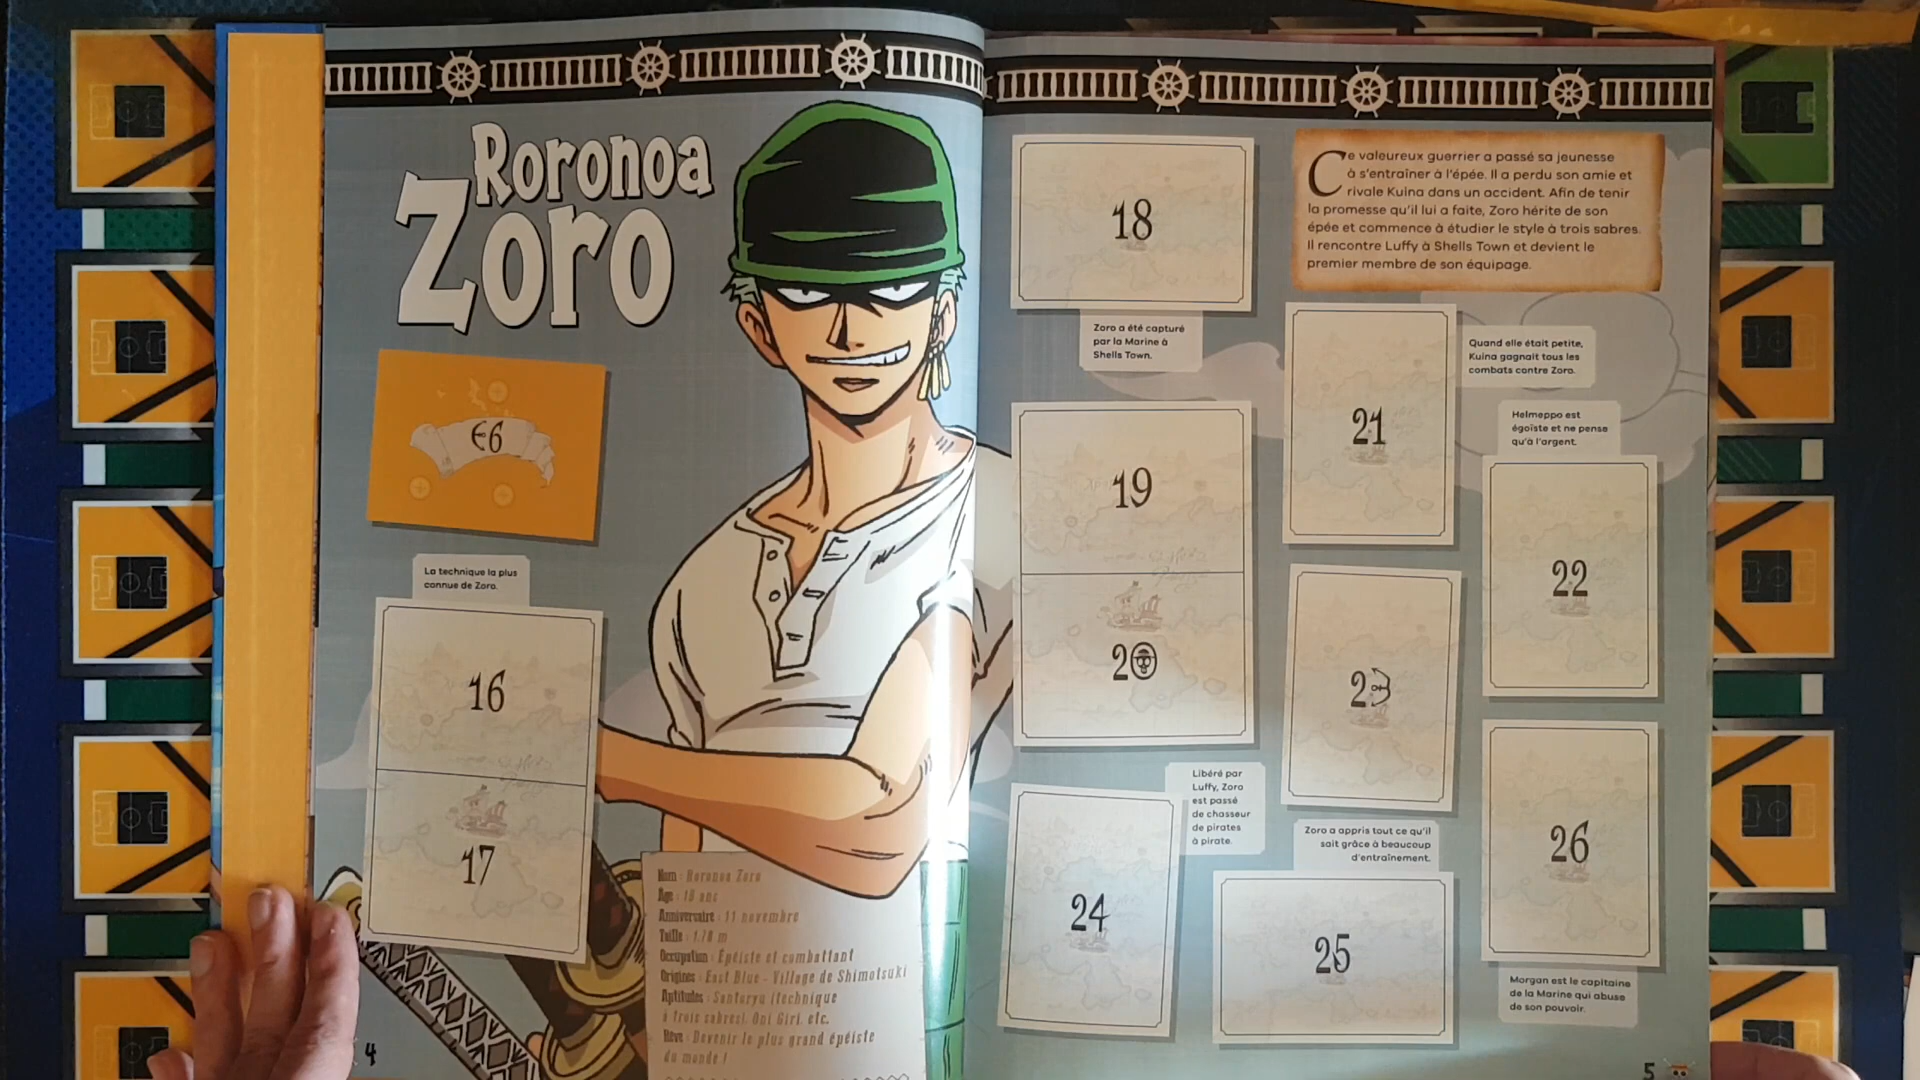 Roronoa
Zoro
€6
La technique la plus
connue de Zoro.
16
17
Nom : Roronoa Zoro
Âge : 19 ans
Anniversaire : 11 novembre
Taille : 1,78 m
Occupation : Épéiste et combattant
Origines : East Blue - Village de Shimotsuki
Aptitudes : Santoryu (technique
à trois sabres), Oni Giri, etc.
Rêve : Devenir le plus grand épéiste
du monde !
4
18
Zoro a été capturé
par la Marine à
Shells Town.
Ce valeureux guerrier a passé sa jeunesse
à s'entraîner à l'épée. Il a perdu son amie et
rivale Kuina dans un accident. Afin de tenir
la promesse qu'il lui a faite, Zoro hérite de son
épée et commence à étudier le style à trois sabres.
Il rencontre Luffy à Shells Town et devient le
premier membre de son équipage.
19
20
21
Quand elle était petite,
Kuina gagnait tous les
combats contre Zoro.
Helmeppo est
égoïste et ne pense
qu'à l'argent.
22
23
Libéré par
Luffy, Zoro
est passé
de chasseur
de pirates
à pirate.
24
Zoro a appris tout ce qu'il
sait grâce à beaucoup
d'entraînement.
25
26
Morgan est le capitaine
de la Marine qui abuse
de son pouvoir.
5